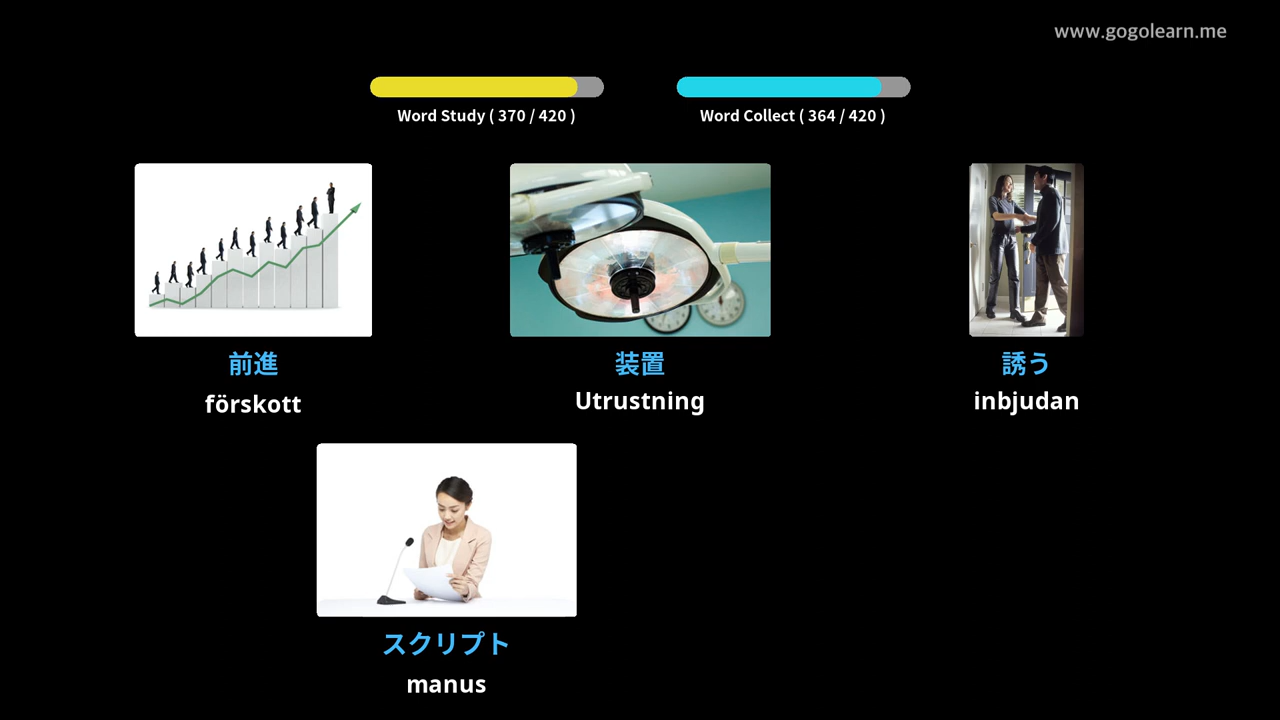 www.gogolearn.me
Word Study ( 370 / 420 )
Word Collect ( 364 / 420 )
前進
förskott
装置
Utrustning
誘う
inbjudan
スクリプト
manus